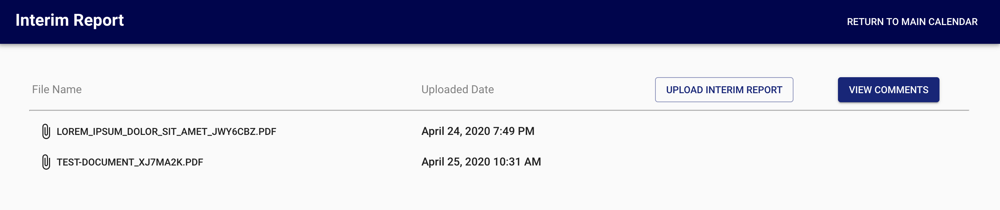 Interim Report
RETURN TO MAIN CALENDAR
File Name
Uploaded Date
UPLOAD INTERIM REPORT
VIEW COMMENTS
LOREM_IPSUM_DOLOR_SIT_AMET_JWY6CBZ.PDF
April 24, 2020 7:49 PM
TEST-DOCUMENT_XJ7MA2K.PDF
April 25, 2020 10:31 AM